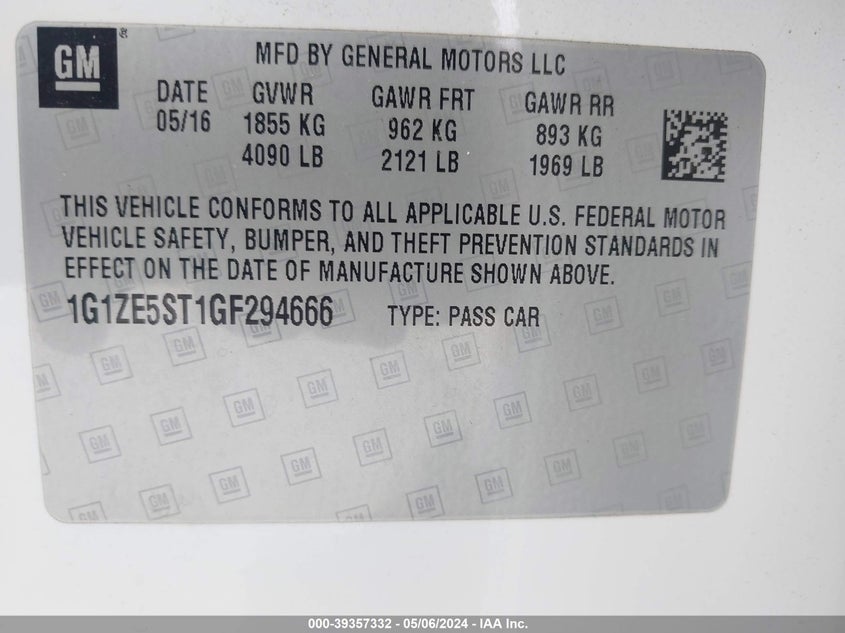 GM
MFD BY GENERAL MOTORS LLC
DATE GVWR GAWR FRT GAWR RR
05/16 1855 KG 962 KG 893 KG
4090 LB 2121 LB 1969 LB
THIS VEHICLE CONFORMS TO ALL APPLICABLE U.S. FEDERAL MOTOR
VEHICLE SAFETY, BUMPER, AND THEFT PREVENTION STANDARDS IN
EFFECT ON THE DATE OF MANUFACTURE SHOWN ABOVE.
1G1ZE5ST1GF294666 TYPE: PASS CAR
000-39357332 - 05/06/2024 - IAA Inc.